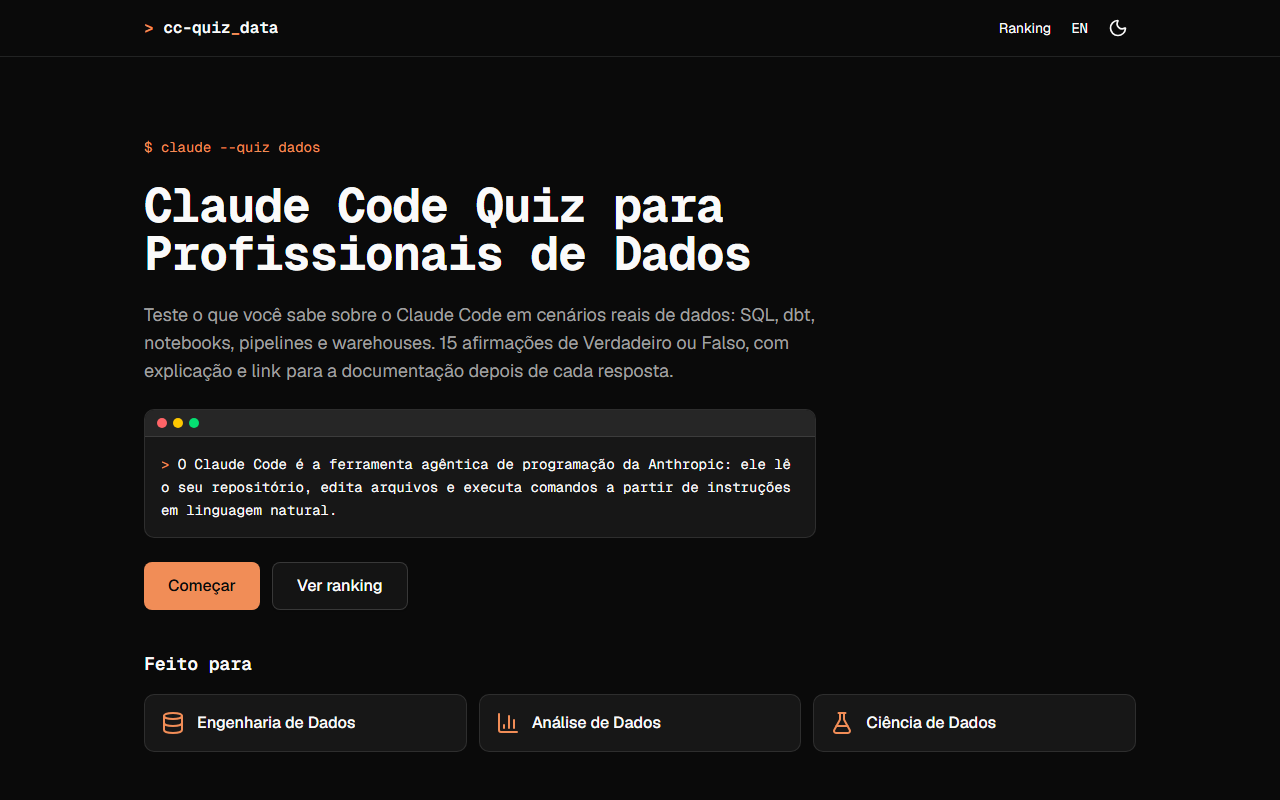 > cc-quiz_data
Ranking EN
$ claude --quiz dados
Claude Code Quiz para
Profissionais de Dados
Teste o que você sabe sobre o Claude Code em cenários reais de dados: SQL, dbt,
notebooks, pipelines e warehouses. 15 afirmações de Verdadeiro ou Falso, com
explicação e link para a documentação depois de cada resposta.
> O Claude Code é a ferramenta agêntica de programação da Anthropic: ele lê
o seu repositório, edita arquivos e executa comandos a partir de instruções
em linguagem natural.
Começar Ver ranking
Feito para
Engenharia de Dados Análise de Dados Ciência de Dados